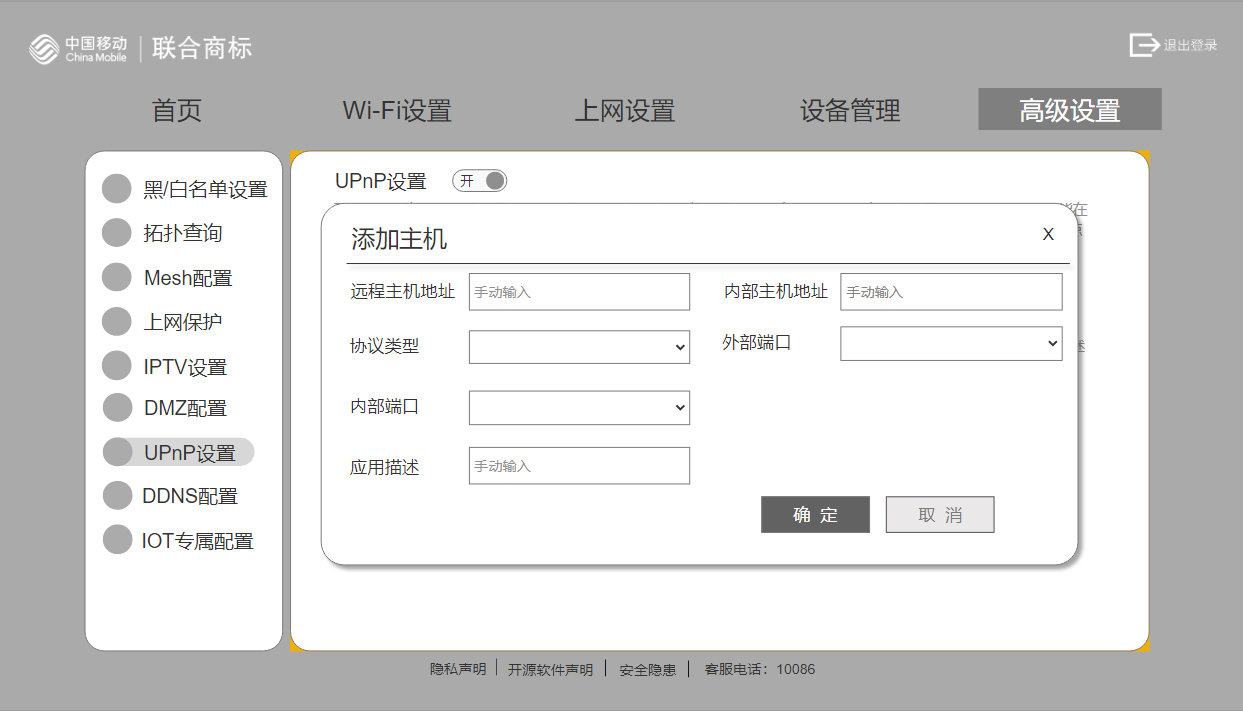 中国移动
China Mobile
联合商标
退出登录
首页
Wi-Fi设置
上网设置
设备管理
高级设置
黑/白名单设置
拓扑查询
Mesh配置
上网保护
IPTV设置
DMZ配置
UPnP设置
DDNS配置
IOT专属配置
UPnP设置
开
在
添加主机
X
远程主机地址
手动输入
内部主机地址
手动输入
协议类型
外部端口
内部端口
应用描述
手动输入
确 定
取 消
隐私声明
开源软件声明
安全隐患
客服电话：10086